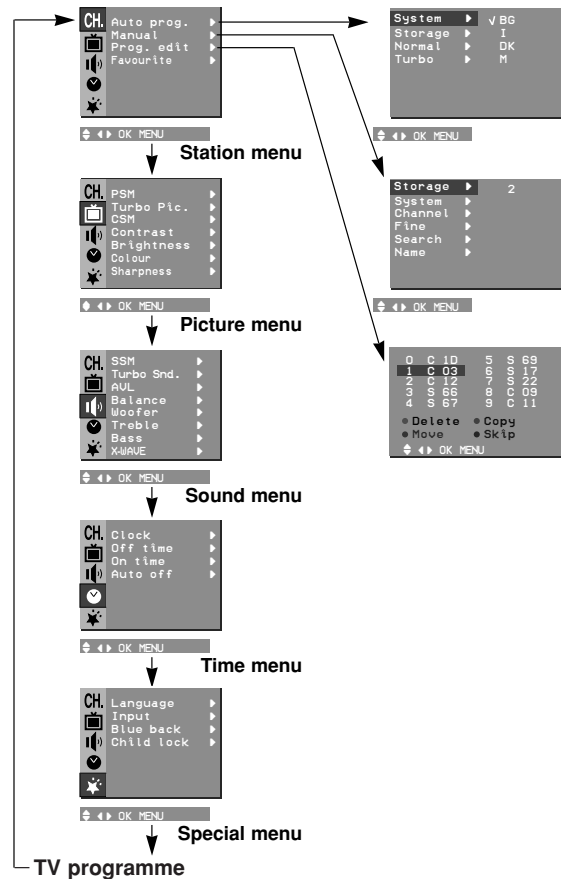 CH.
Auto prog.
Manual
Prog. edit
Favourite
OK MENU
Station menu
System √ BG
Storage I
Normal DK
Turbo M
OK MENU
CH.
PSM
Turbo Pic.
CSM
Contrast
Brightness
Colour
Sharpness
OK MENU
Picture menu
Storage 2
System
Channel
Fine
Search
Name
OK MENU
CH.
SSM
Turbo Snd.
AVL
Balance
Woofer
Treble
Bass
X-WAVE
OK MENU
Sound menu
0 C 1D 5 S 69
1 C 03 6 S 17
2 C 12 7 S 22
3 S 66 8 C 09
4 S 67 9 C 11
Delete Copy
Move Skip
OK MENU
CH.
Clock
Off time
On time
Auto off
OK MENU
Time menu
CH.
Language
Input
Blue back
Child lock
OK MENU
Special menu
TV programme